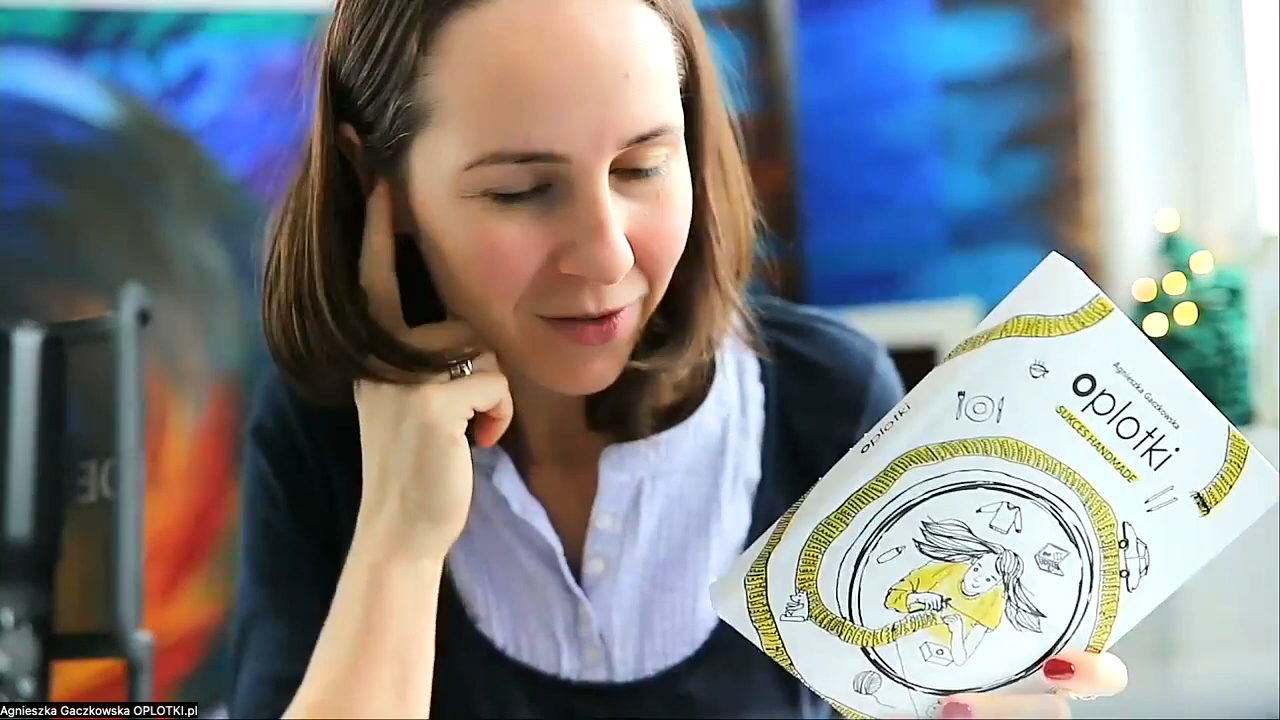 Agnieszka Gaczkowska
oplotki
SUKCES HANDMADE
oplotki
Agnieszka Gaczkowska OPLOTKI.pl